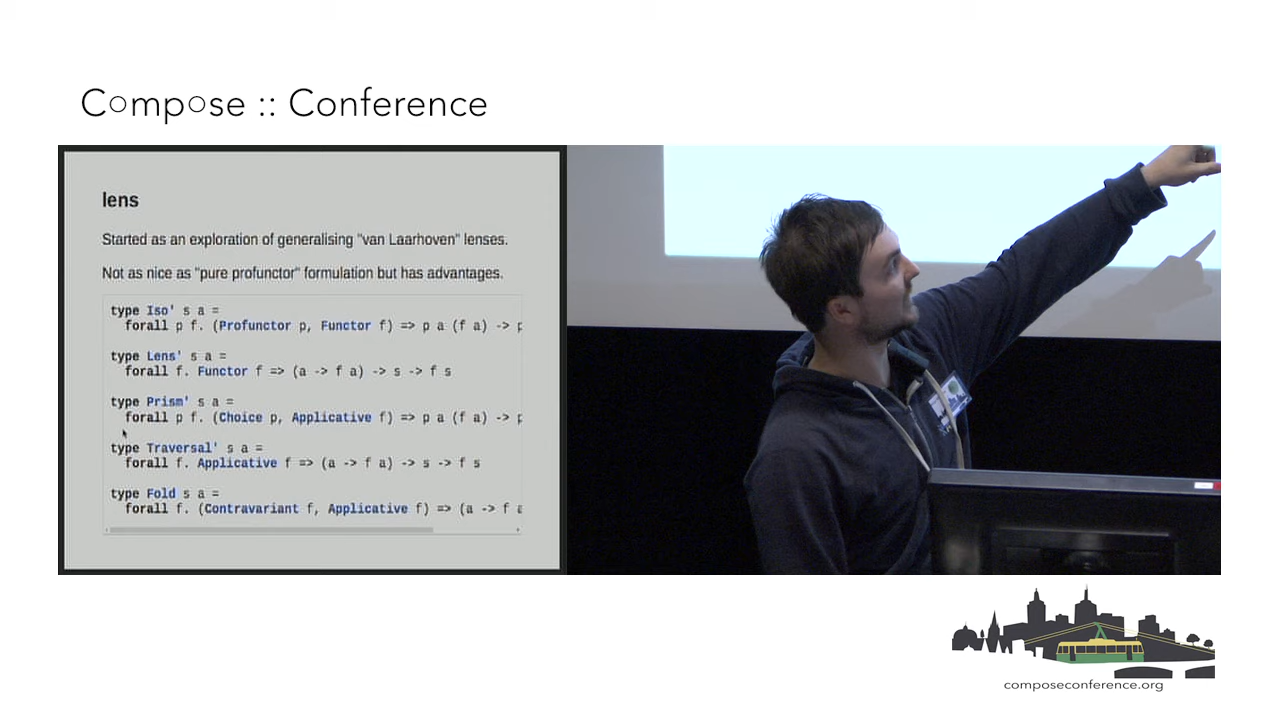 Compose :: Conference
lens
Started as an exploration of generalising "van Laarhoven" lenses.
Not as nice as "pure profunctor" formulation but has advantages.
type Iso' s a =
forall p f. (Profunctor p, Functor f) => p a (f a) -> p
type Lens' s a =
forall f. Functor f => (a -> f a) -> s -> f s
type Prism' s a =
forall p f. (Choice p, Applicative f) => p a (f a) -> p
type Traversal' s a =
forall f. Applicative f => (a -> f a) -> s -> f s
type Fold s a =
forall f. (Contravariant f, Applicative f) => (a -> f a
composeconference.org